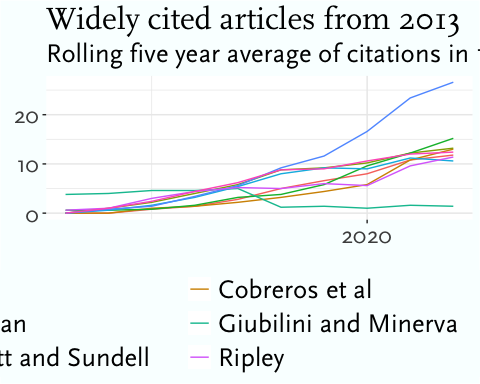 Widely cited articles from 2013
Rolling five year average of citations in
20
10
0
2020
Cobreros et al
an
Giubilini and Minerva
tt and Sundell
Ripley